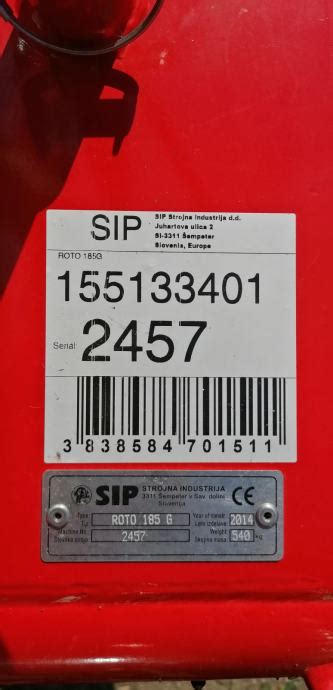 SIP
SIP Strojna Industrija d.d.
Juhartova ulica 2
SI-3311 Šempeter
Slovenia, Europe
ROTO 185G
155133401
Serial: 2457
3 838584 701511
SIP STROJNA INDUSTRIJA
3311 Šempeter v Sav. dolini
Slovenija
CE
Type: ROTO 185 G Year of manuf. 2014
Tip Leto izdelave
Machine No. 2457 Weight 540 kg
Številka stroja Skupna masa